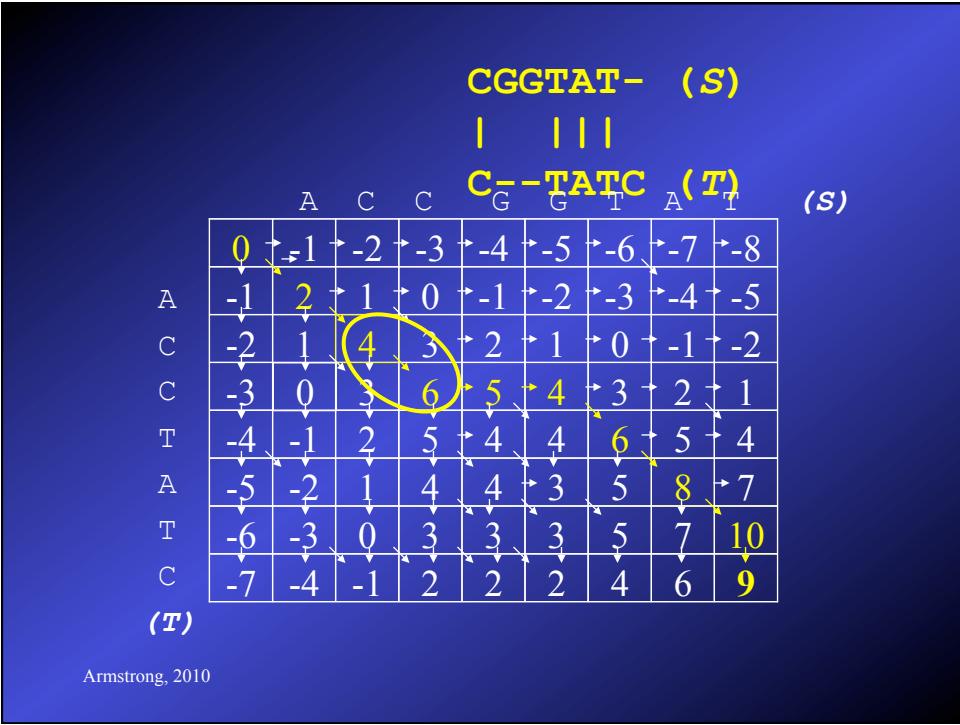 CGGTAT- (S)
| |||
C--TATC (T)
A C C G G T A T (S)
0 -1 -2 -3 -4 -5 -6 -7 -8
A -1 2 1 0 -1 -2 -3 -4 -5
C -2 1 4 3 2 1 0 -1 -2
C -3 0 3 6 5 4 3 2 1
T -4 -1 2 5 4 4 6 5 4
A -5 -2 1 4 4 3 5 8 7
T -6 -3 0 3 3 3 5 7 10
C -7 -4 -1 2 2 2 4 6 9
(T)
Armstrong, 2010